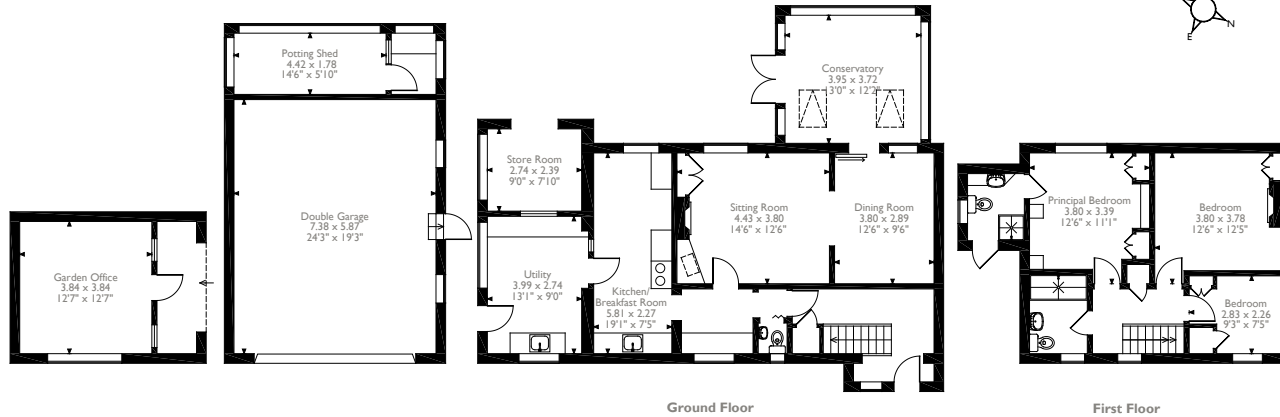 N
E
Potting Shed
4.42 x 1.78
14'6" x 5'10"
Conservatory
3.95 x 3.72
13'0" x 12'2"
Store Room
2.74 x 2.39
9'0" x 7'10"
Double Garage
7.38 x 5.87
24'3" x 19'3"
Sitting Room
4.43 x 3.80
14'6" x 12'6"
Dining Room
3.80 x 2.89
12'6" x 9'6"
Principal Bedroom
3.80 x 3.39
12'6" x 11'1"
Bedroom
3.80 x 3.78
12'6" x 12'5"
Garden Office
3.84 x 3.84
12'7" x 12'7"
Utility
3.99 x 2.74
13'1" x 9'0"
Kitchen/
Breakfast Room
5.81 x 2.27
19'1" x 7'5"
Bedroom
2.83 x 2.26
9'3" x 7'5"
Ground Floor
First Floor